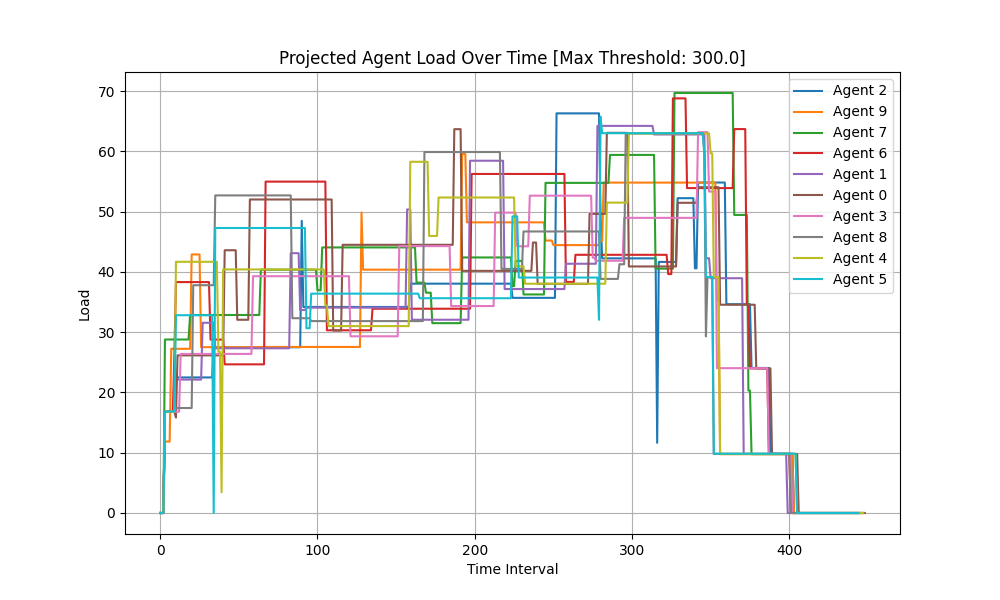 Projected Agent Load Over Time [Max Threshold: 300.0]
Load
70
60
50
40
30
20
10
0
0 100 200 300 400
Time Interval
Agent 2
Agent 9
Agent 7
Agent 6
Agent 1
Agent 0
Agent 3
Agent 8
Agent 4
Agent 5